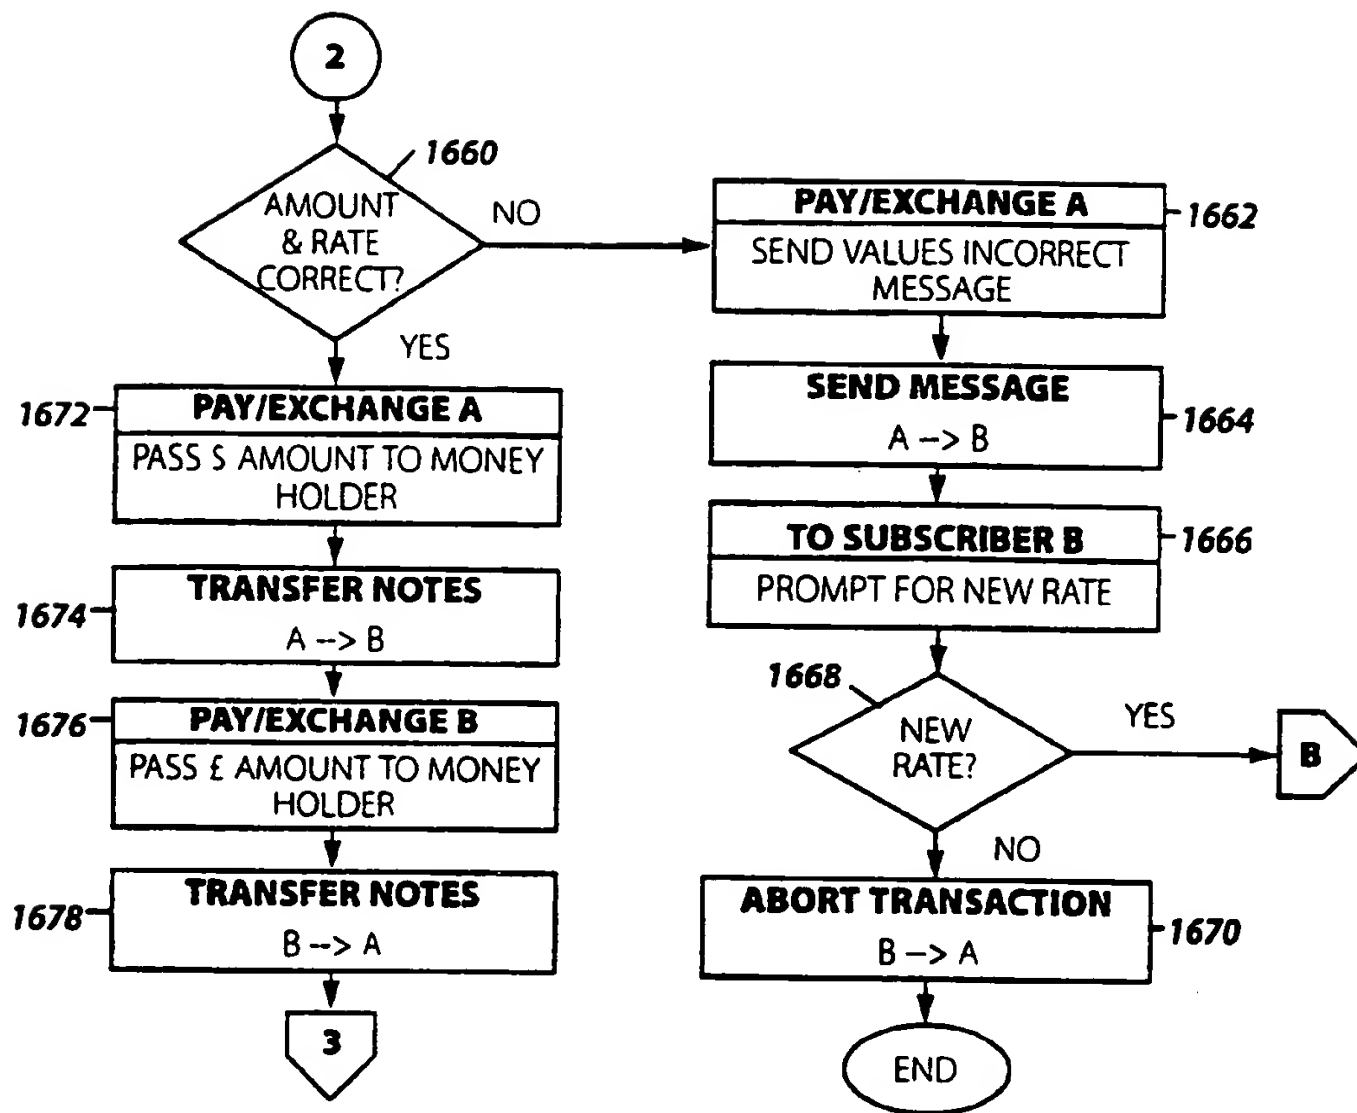 2
1660
AMOUNT
& RATE
CORRECT?
NO
YES
1672
PAY/EXCHANGE A
PASS $ AMOUNT TO MONEY
HOLDER
1674
TRANSFER NOTES
A --> B
1676
PAY/EXCHANGE B
PASS £ AMOUNT TO MONEY
HOLDER
1678
TRANSFER NOTES
B --> A
3
PAY/EXCHANGE A
1662
SEND VALUES INCORRECT
MESSAGE
SEND MESSAGE
1664
A --> B
TO SUBSCRIBER B
1666
PROMPT FOR NEW RATE
1668
NEW
RATE?
YES
B
NO
ABORT TRANSACTION
1670
B --> A
END